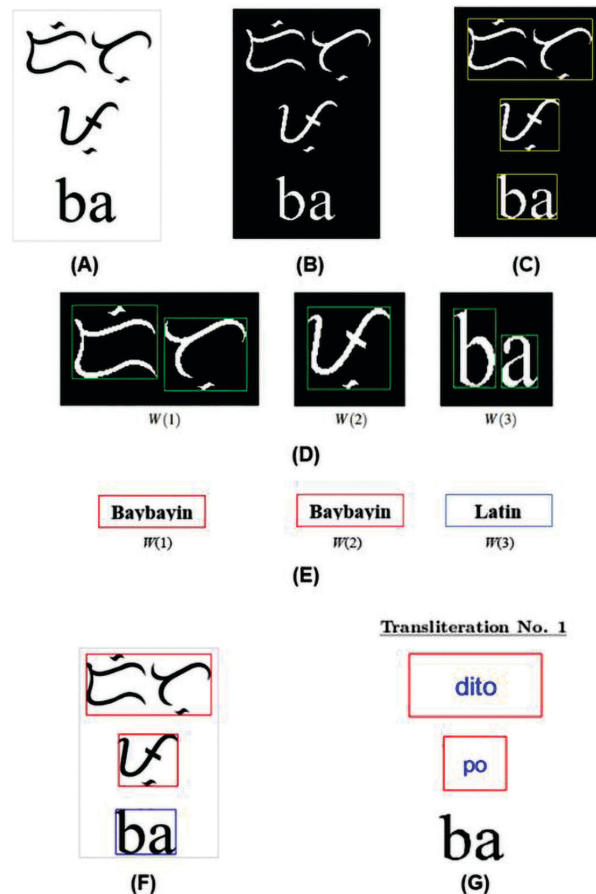 ᜇᜒᜆᜓ ᜇᜒᜆᜓ ᜇᜒᜆᜓ
ᜉᜓ ᜉᜓ ᜉᜓ
ba ba ba
(A) (B) (C)
ᜇᜒᜆᜓ ᜉᜓ ba
W(1) W(2) W(3)
(D)
Baybayin Baybayin Latin
W(1) W(2) W(3)
(E)
Transliteration No. 1
ᜇᜒᜆᜓ dito
ᜉᜓ po
ba ba
(F) (G)